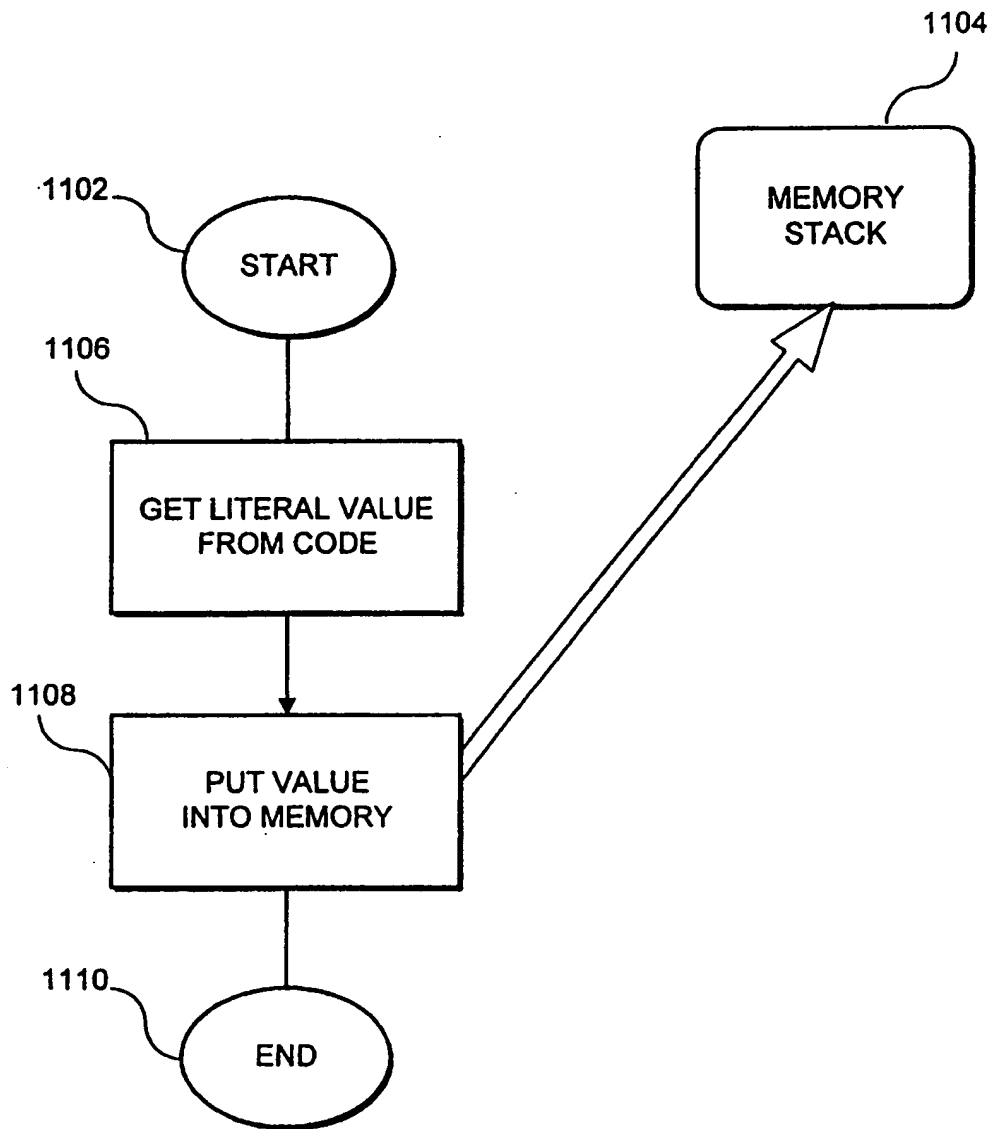 1104
MEMORY
STACK
1102
START
1106
GET LITERAL VALUE
FROM CODE
1108
PUT VALUE
INTO MEMORY
1110
END